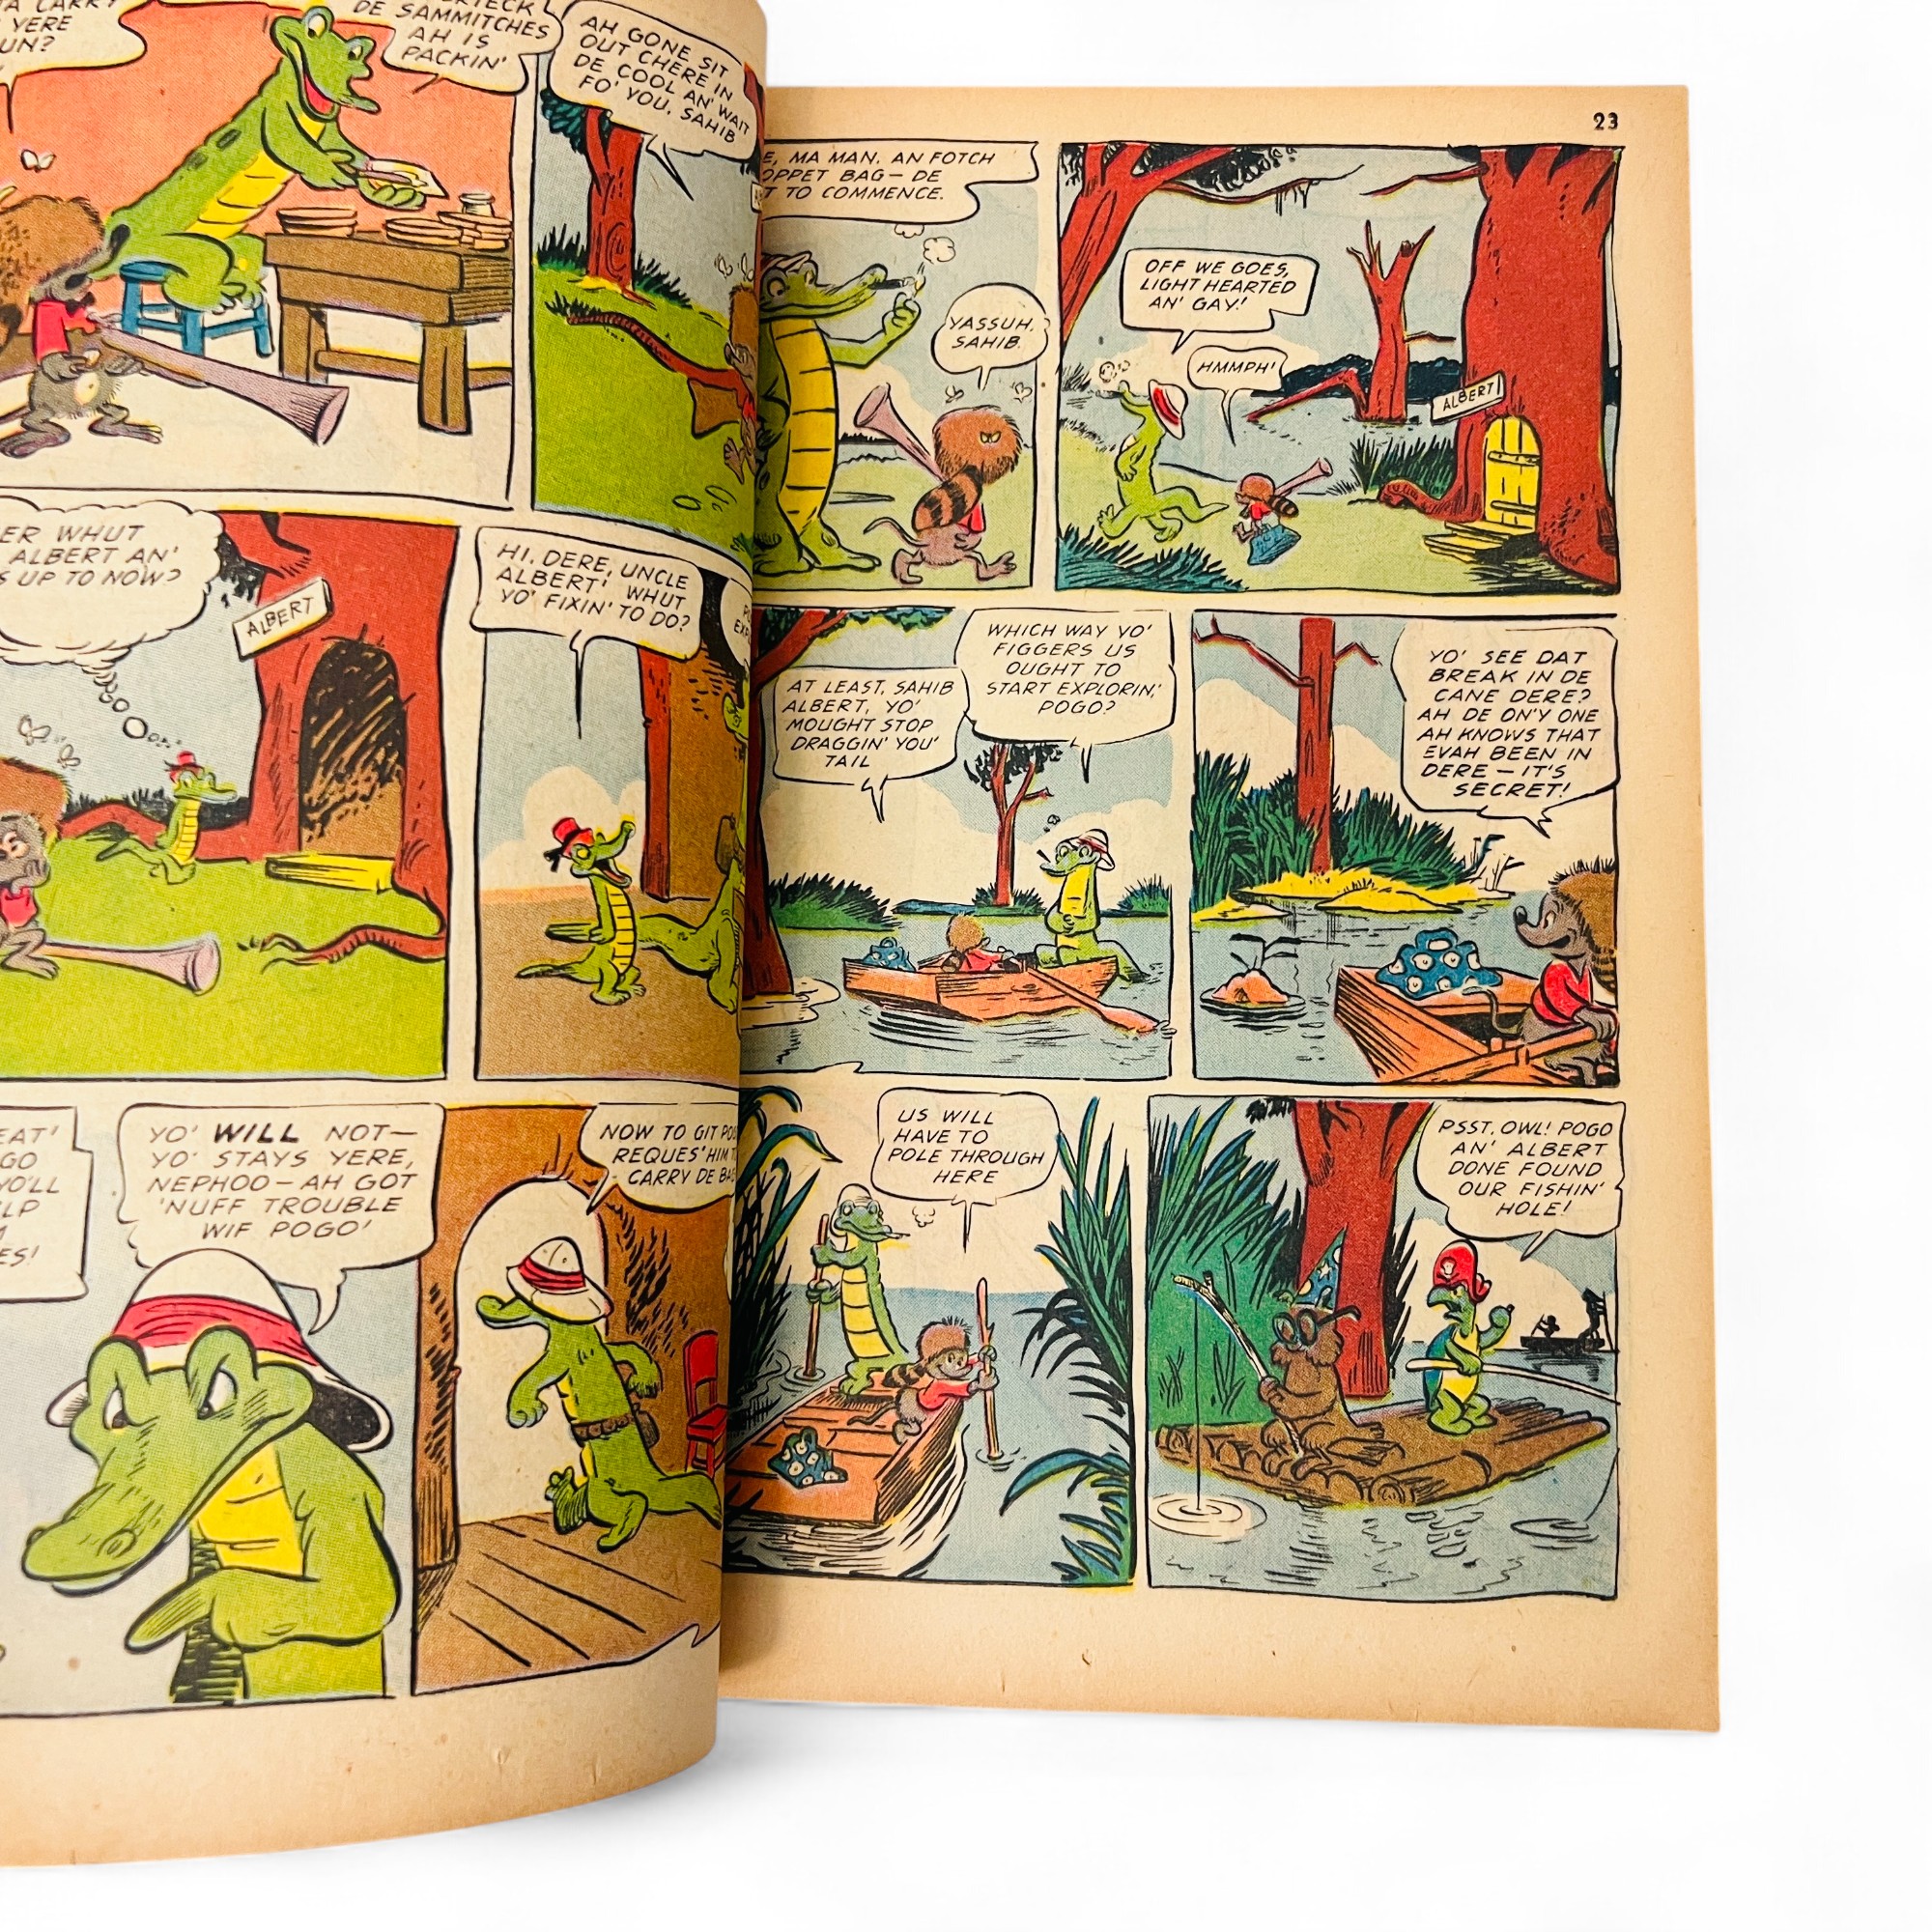 CARRY
YERE
UN?
DE SAMMITCHES
AH IS
PACKIN'
AH GONE SIT
OUT CHERE IN
DE COOL AN' WAIT
FO' YOU, SAHIB
WHUT
ALBERT AN'
UP TO NOW?
ALBERT
HI, DERE, UNCLE
ALBERT! WHUT
YO' FIXIN' TO DO?
YO' WILL NOT—
YO' STAYS YERE,
NEPHOO — AH GOT
'NUFF TROUBLE
WIF POGO'
NOW TO GIT
REQUES' HIM
CARRY DE
23
MA MAN. AN FOTCH
BAG — DE
TO COMMENCE.
YASSUH,
SAHIB.
OFF WE GOES,
LIGHT HEARTED
AN' GAY!
HMMPH!
ALBERT
AT LEAST, SAHIB
ALBERT, YO'
MOUGHT STOP
DRAGGIN' YOU'
TAIL
WHICH WAY YO'
FIGGERS US
OUGHT TO
START EXPLORIN,'
POGO?
YO' SEE DAT
BREAK IN DE
CANE DERE?
AH DE ON'Y ONE
AH KNOWS THAT
EVAH BEEN IN
DERE — IT'S
SECRET!
US WILL
HAVE TO
POLE THROUGH
HERE
PSST, OWL! POGO
AN' ALBERT
DONE FOUND
OUR FISHIN'
HOLE!